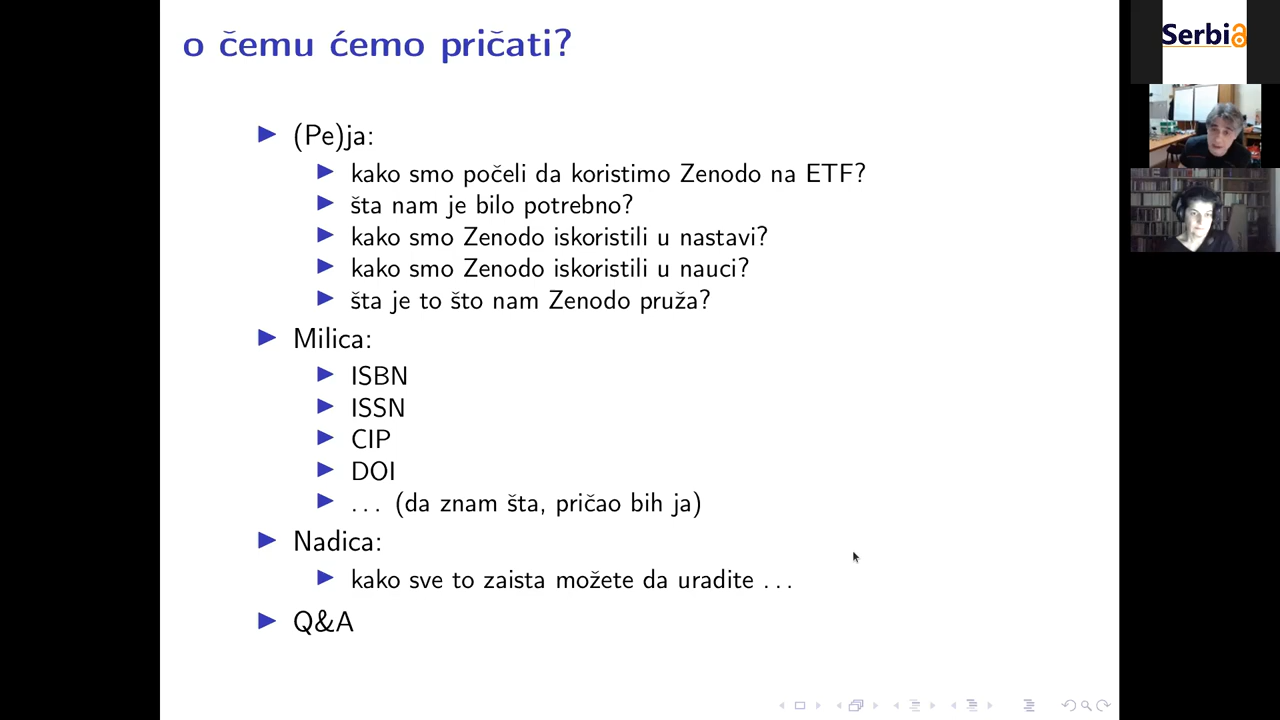 o čemu ćemo pričati?
(Pe)ja:
kako smo počeli da koristimo Zenodo na ETF?
šta nam je bilo potrebno?
kako smo Zenodo iskoristili u nastavi?
kako smo Zenodo iskoristili u nauci?
šta je to što nam Zenodo pruža?
Milica:
ISBN
ISSN
CIP
DOI
... (da znam šta, pričao bih ja)
Nadica:
kako sve to zaista možete da uradite ...
Q&A
Serbia